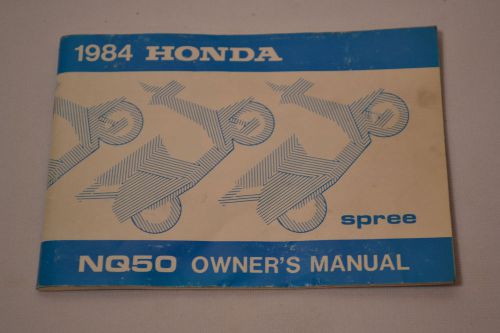 1984 HONDA
spree
NQ50 OWNER'S MANUAL